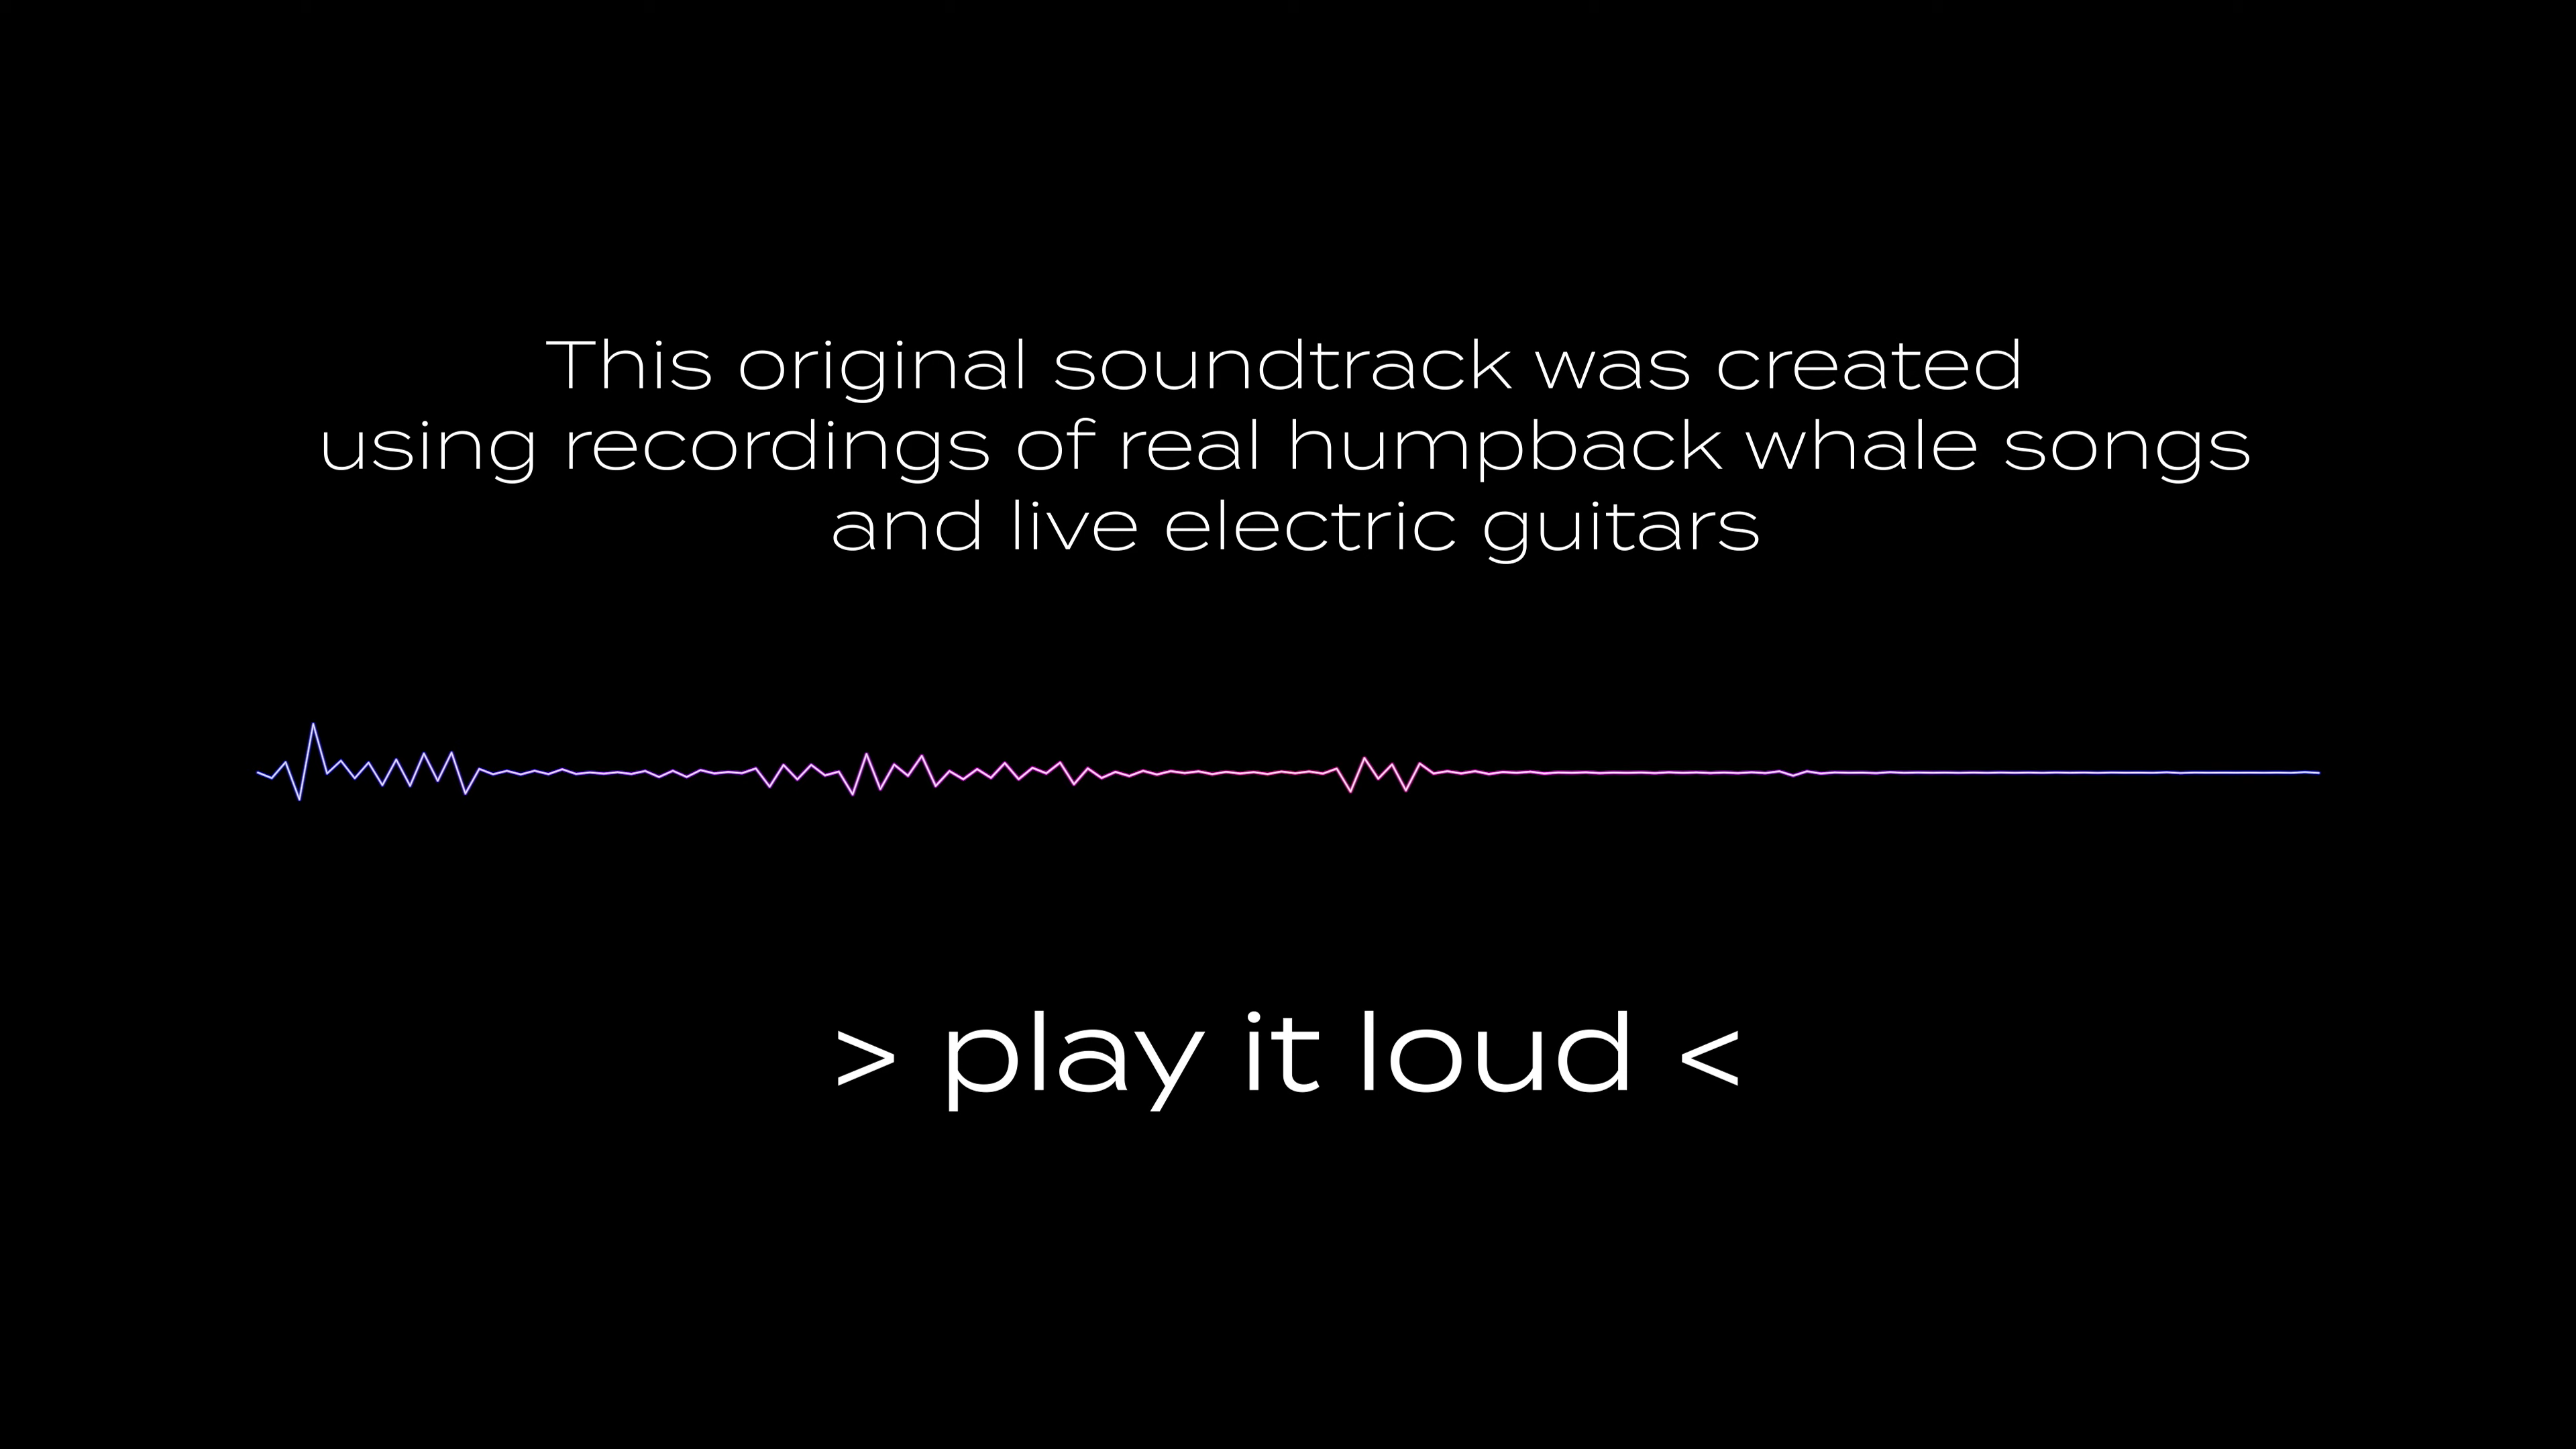 This original soundtrack was created
using recordings of real humpback whale songs
and live electric guitars
> play it loud <